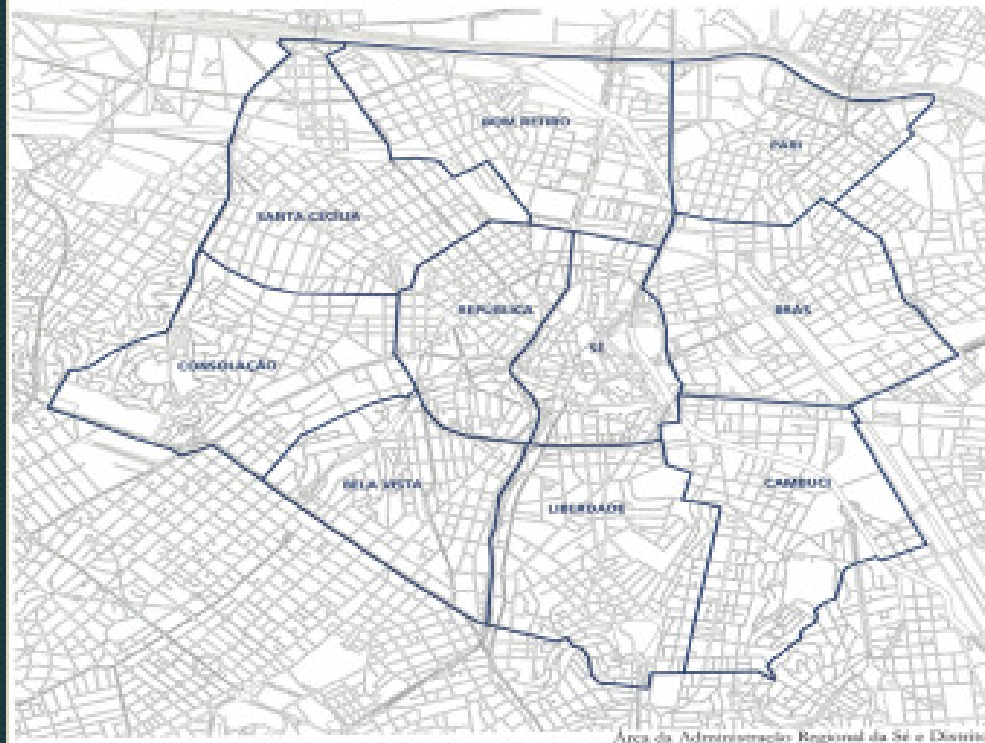 BOM RETIRO
PARI
SANTA CECÍLIA
REPÚBLICA
BRÁS
SÉ
CONSOLAÇÃO
BELA VISTA
CAMBUCI
LIBERDADE
Área da Administração Regional da Sé e Distrit